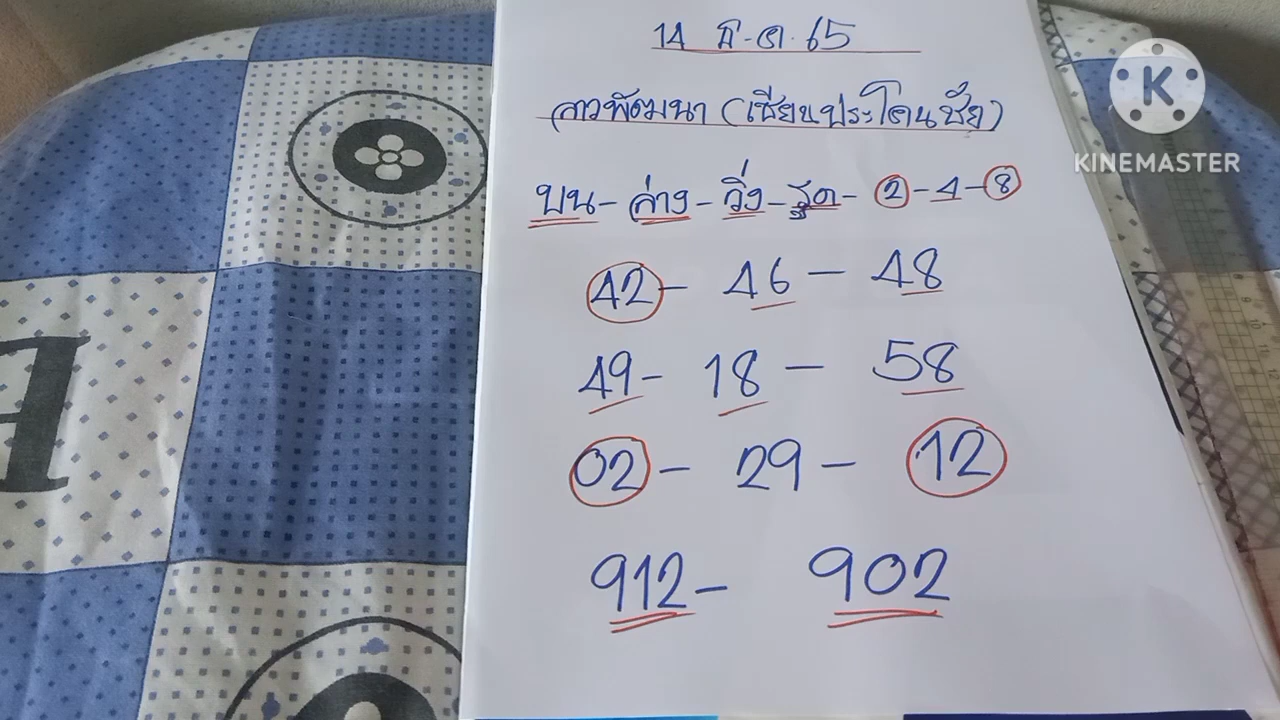 14 มี.ค. 65
ลาวพัฒนา (เซียนประโคนชัย)
บน - ล่าง - วิ่ง - รูด - 2 - 4 - 8
42 - 46 - 48
49 - 18 - 58
02 - 29 - 12
912 - 902
K
KINEMASTER